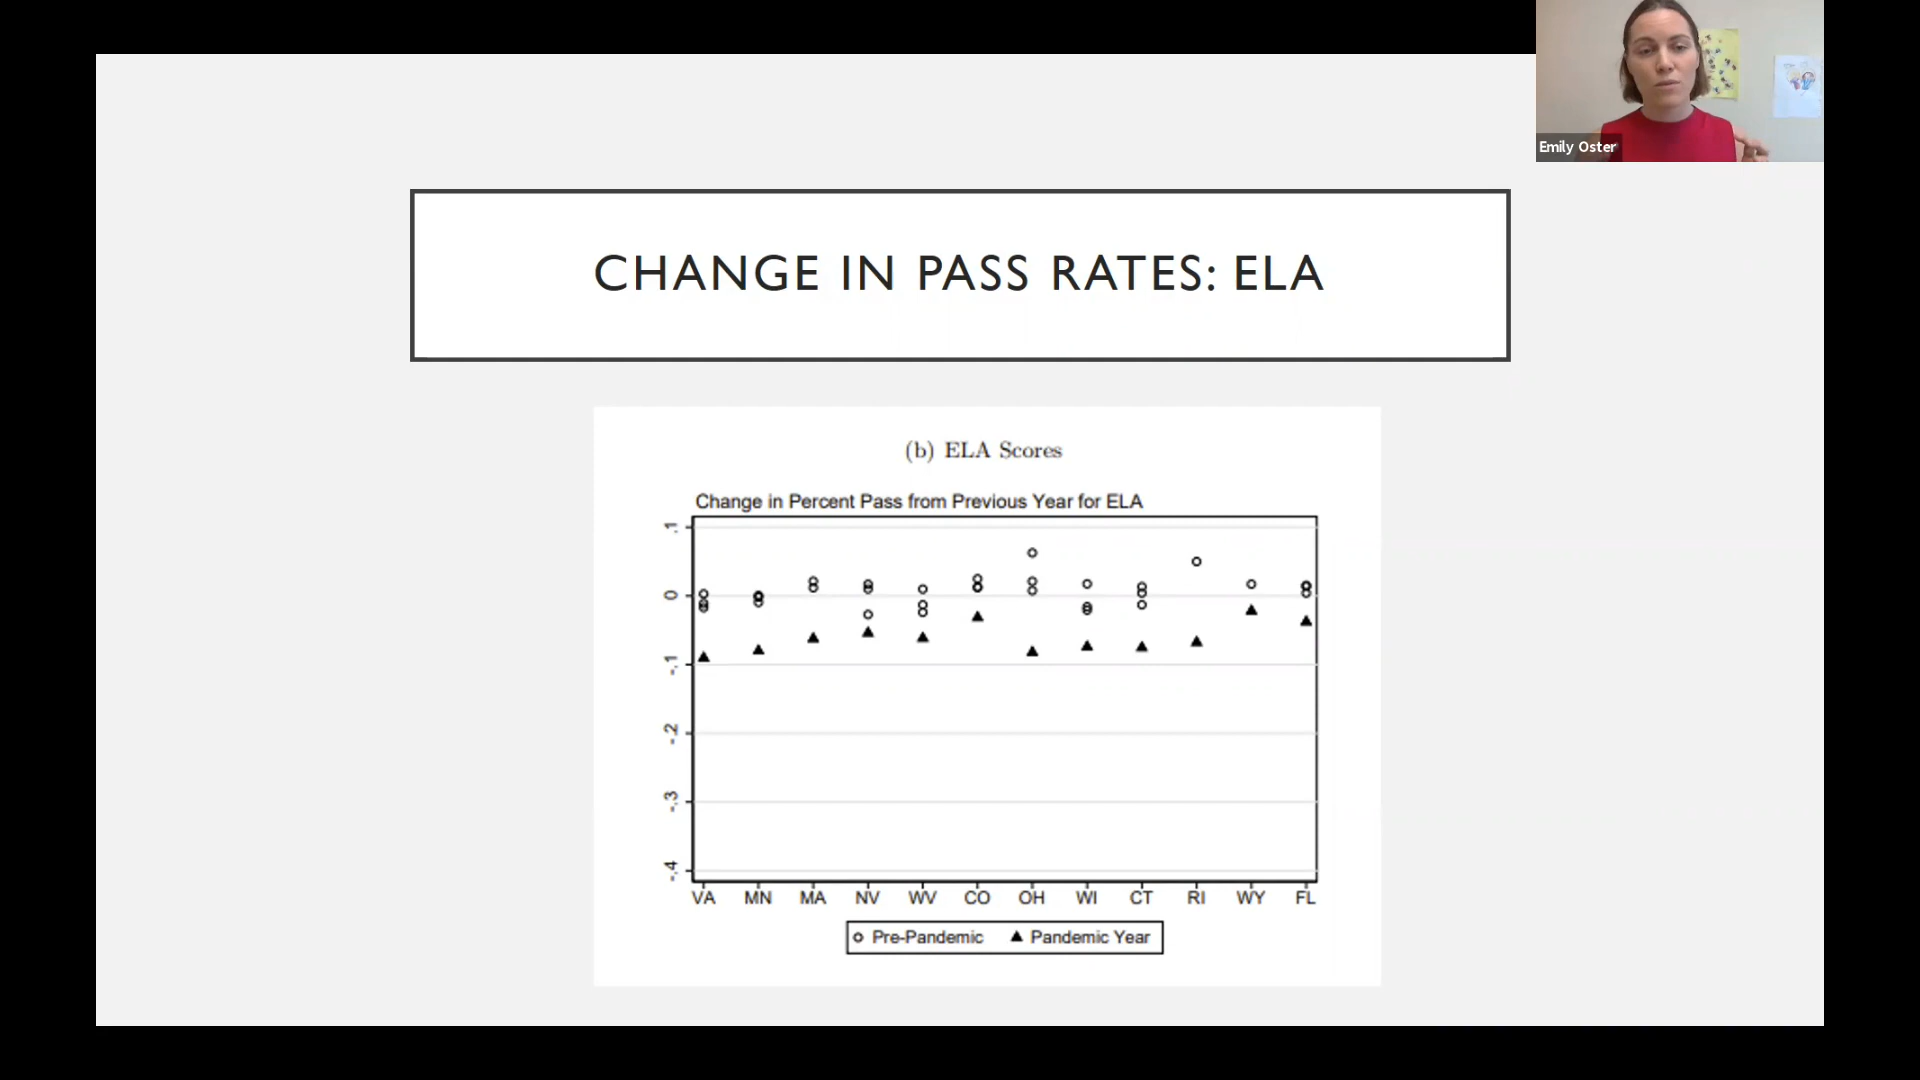 Emily Oster
CHANGE IN PASS RATES: ELA
(b) ELA Scores
Change in Percent Pass from Previous Year for ELA
.1
0
-.1
-.2
-.3
-.4
VA MN MA NV WV CO OH WI CT RI WY FL
Pre-Pandemic Pandemic Year